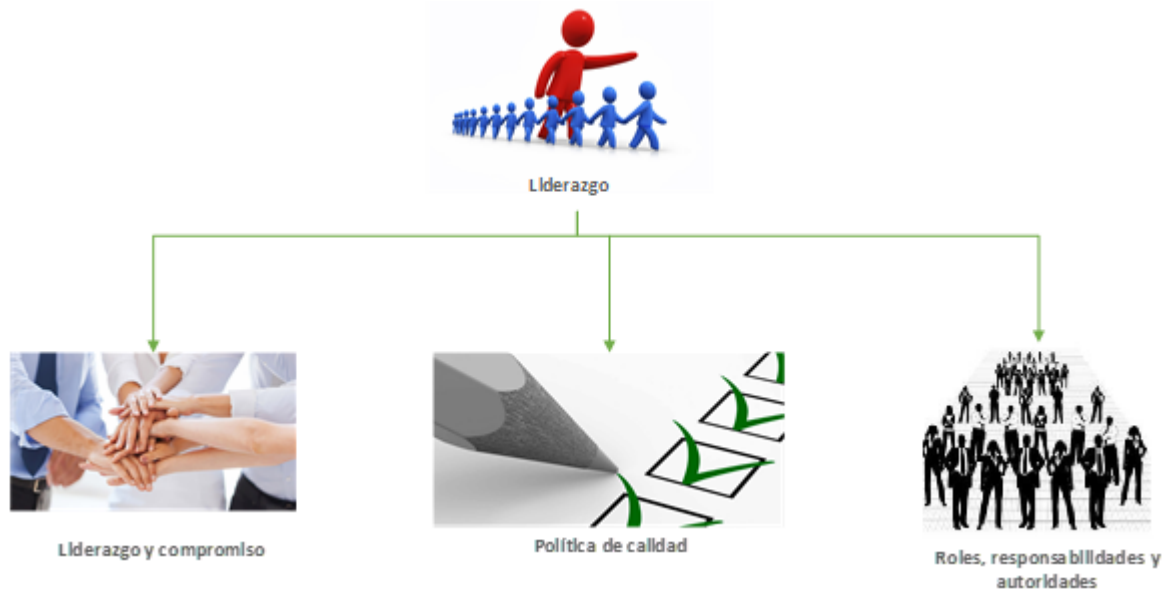 Liderazgo
Liderazgo y compromiso
Política de calidad
Roles, responsabilidades y
autoridades